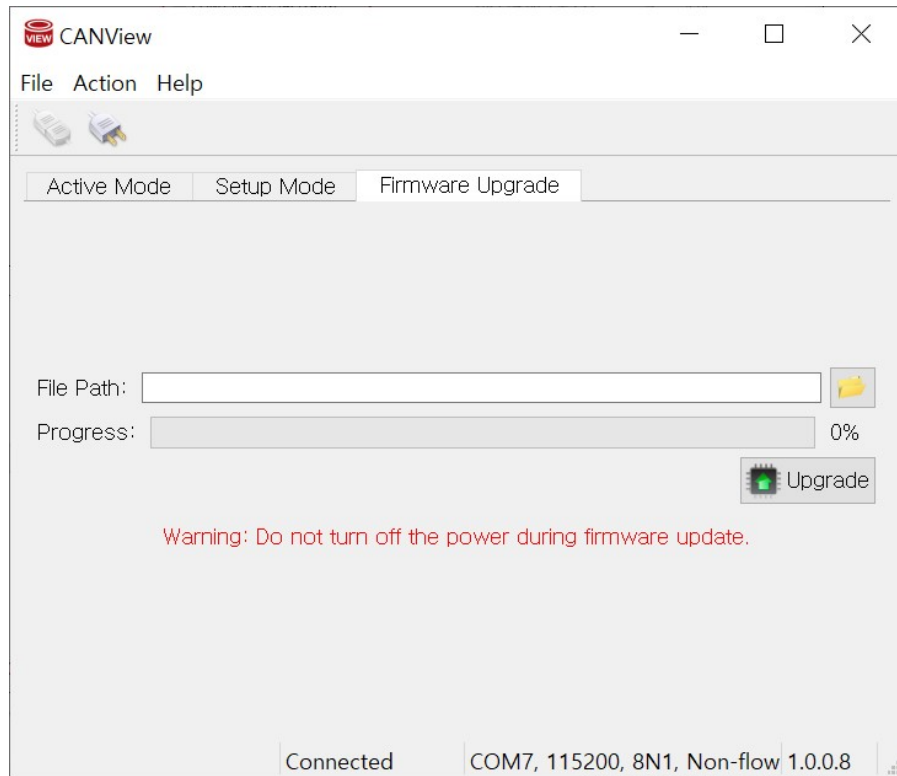 VIEW CANView
File Action Help
Active Mode Setup Mode Firmware Upgrade
File Path:
Progress: 0%
Upgrade
Warning: Do not turn off the power during firmware update.
Connected COM7, 115200, 8N1, Non-flow 1.0.0.8